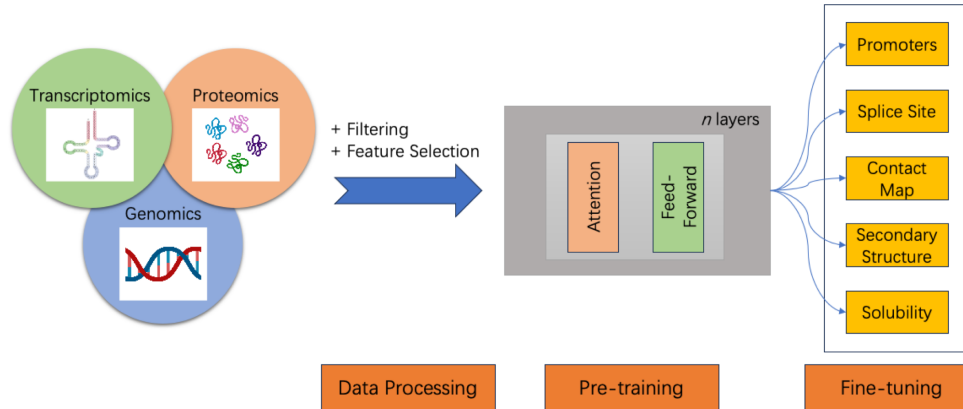 Transcriptomics
Proteomics
Genomics
+ Filtering
+ Feature Selection
n layers
Attention
Feed-
Forward
Promoters
Splice Site
Contact
Map
Secondary
Structure
Solubility
Data Processing
Pre-training
Fine-tuning